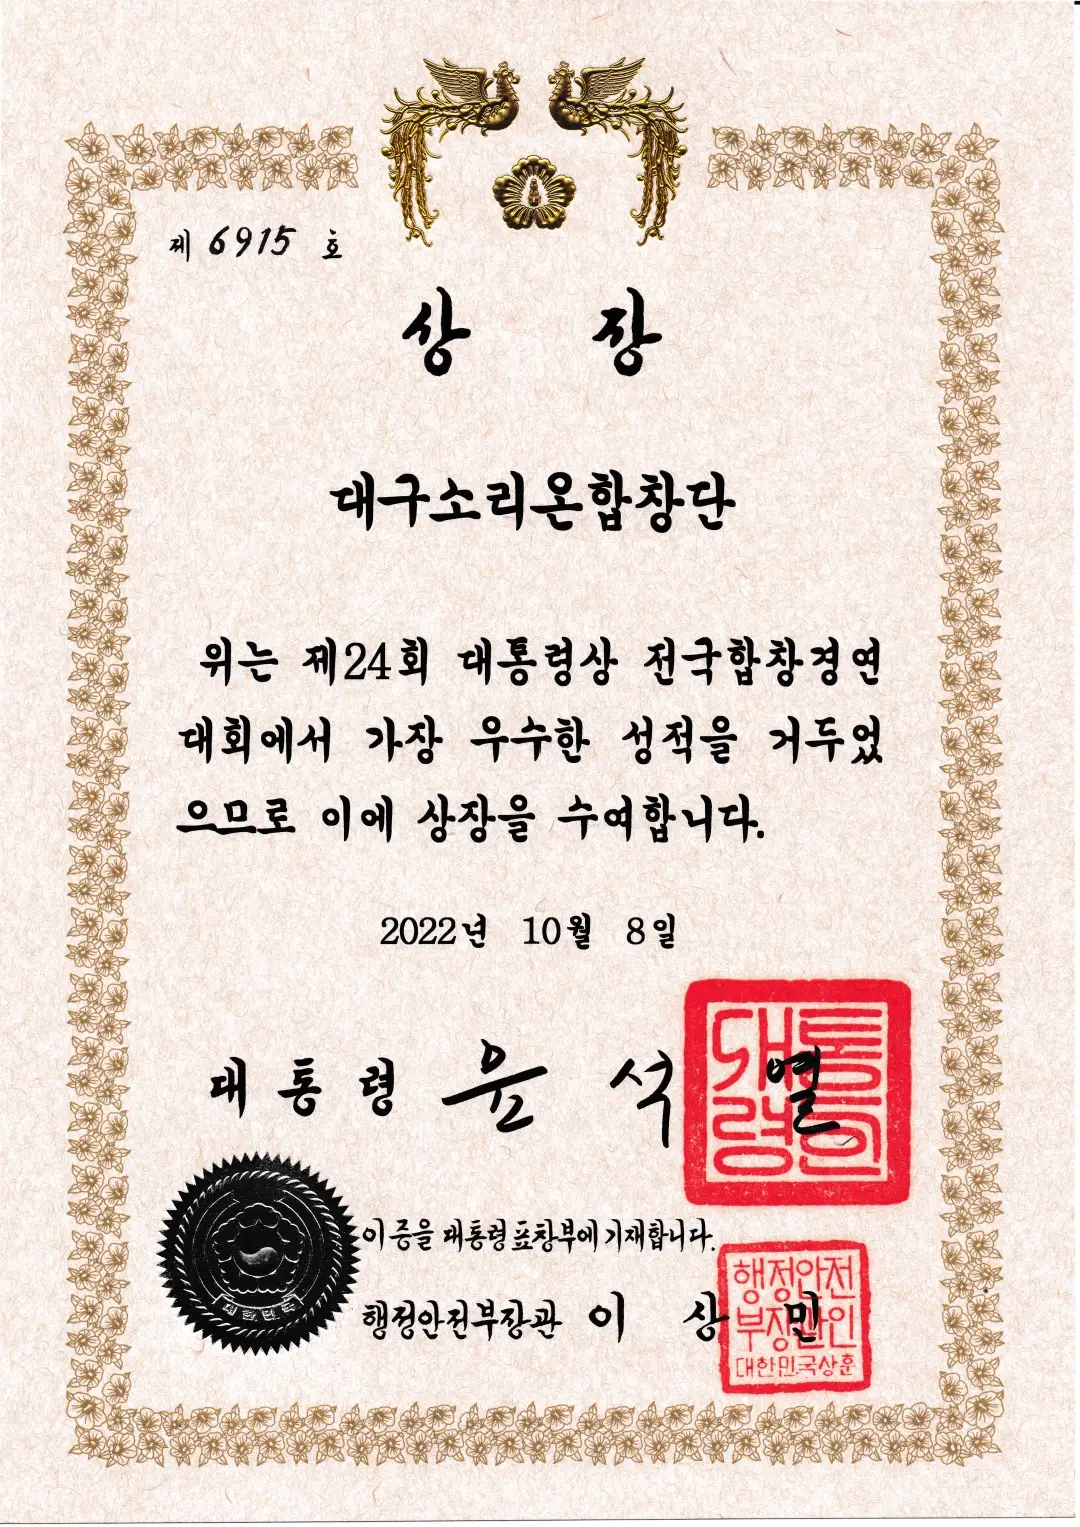 제 6915 호
상 장
대구소리온합창단
위는 제24회 대통령상 전국합창경연
대회에서 가장 우수한 성적을 거두었
으므로 이에 상장을 수여합니다.
2022년 10월 8일
대통령 윤석열
대통령의인
이 증을 대통령표창부에 기재합니다.
행정안전부장관 이상민
행정안전
부장관인
대한민국상훈
대한민국